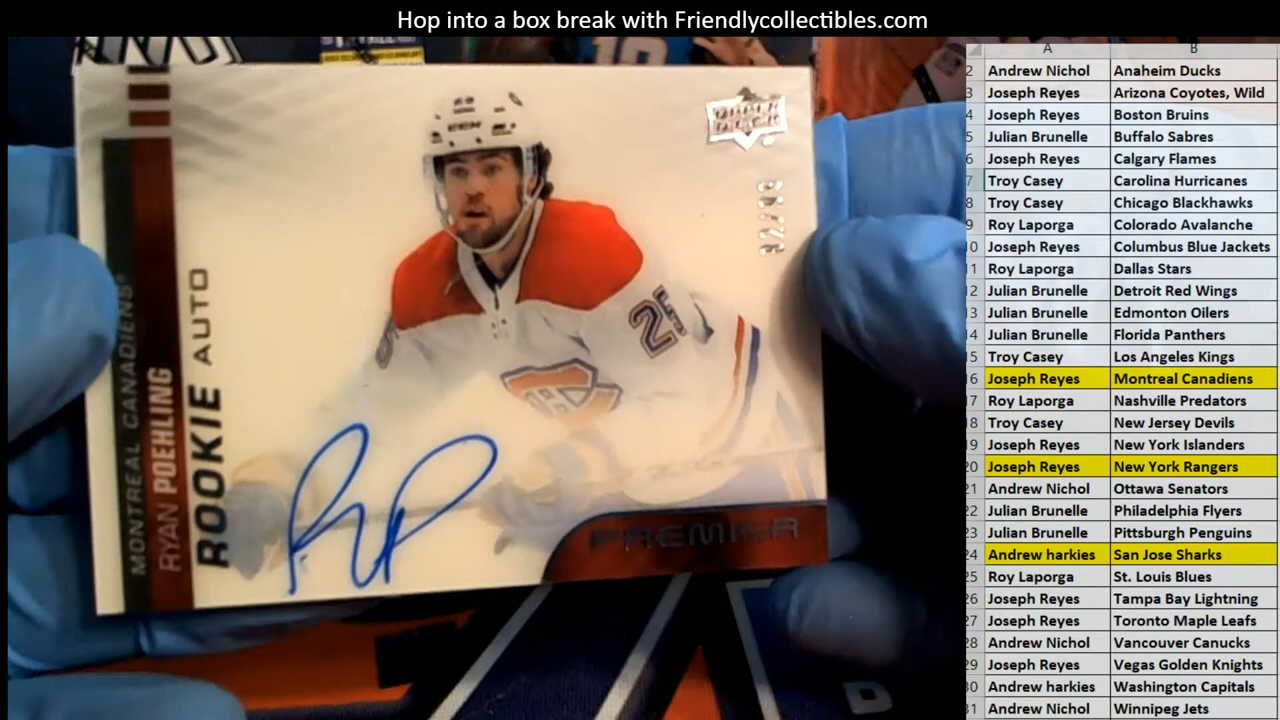 Hop into a box break with Friendlycollectibles.com
MONTREAL CANADIENS
RYAN POEHLING
ROOKIE AUTO
25
PREMIER
A B
2 Andrew Nichol Anaheim Ducks
3 Joseph Reyes Arizona Coyotes, Wild
4 Joseph Reyes Boston Bruins
5 Julian Brunelle Buffalo Sabres
6 Joseph Reyes Calgary Flames
7 Troy Casey Carolina Hurricanes
8 Troy Casey Chicago Blackhawks
9 Roy Laporga Colorado Avalanche
10 Joseph Reyes Columbus Blue Jackets
11 Roy Laporga Dallas Stars
12 Julian Brunelle Detroit Red Wings
13 Julian Brunelle Edmonton Oilers
14 Julian Brunelle Florida Panthers
15 Troy Casey Los Angeles Kings
16 Joseph Reyes Montreal Canadiens
17 Roy Laporga Nashville Predators
18 Troy Casey New Jersey Devils
19 Joseph Reyes New York Islanders
20 Joseph Reyes New York Rangers
21 Andrew Nichol Ottawa Senators
22 Julian Brunelle Philadelphia Flyers
23 Julian Brunelle Pittsburgh Penguins
24 Andrew harkies San Jose Sharks
25 Roy Laporga St. Louis Blues
26 Joseph Reyes Tampa Bay Lightning
27 Joseph Reyes Toronto Maple Leafs
28 Andrew Nichol Vancouver Canucks
29 Joseph Reyes Vegas Golden Knights
30 Andrew harkies Washington Capitals
31 Andrew Nichol Winnipeg Jets